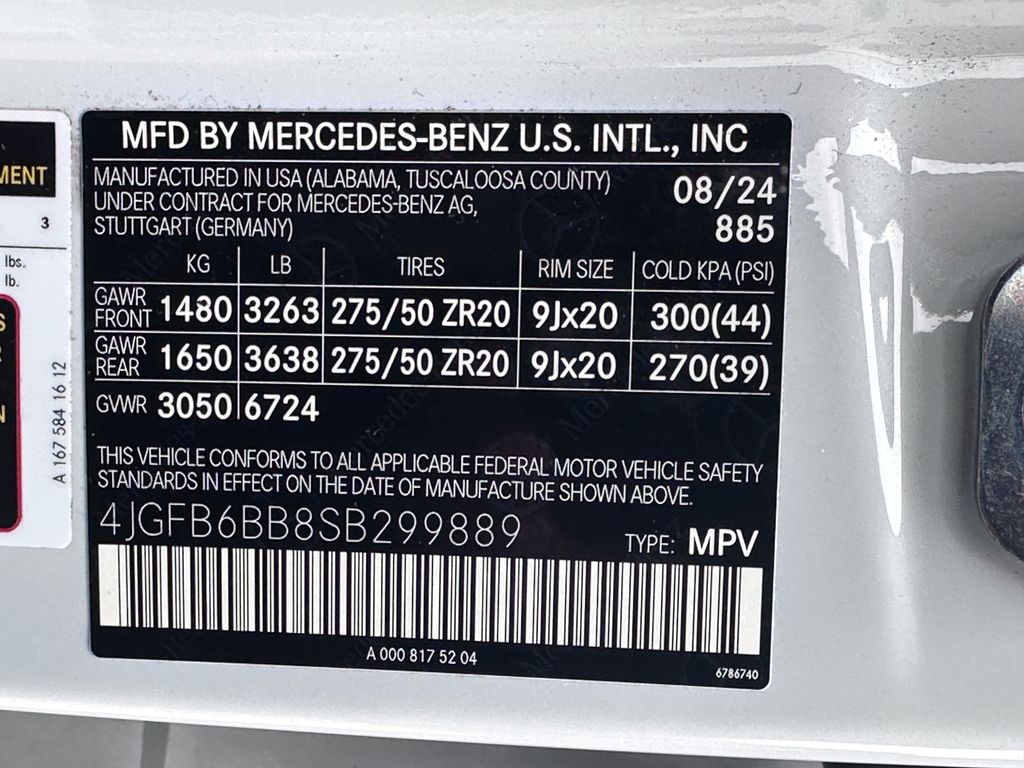 MFD BY MERCEDES-BENZ U.S. INTL., INC
MANUFACTURED IN USA (ALABAMA, TUSCALOOSA COUNTY)
UNDER CONTRACT FOR MERCEDES-BENZ AG,
STUTTGART (GERMANY)
08/24
885
KG LB TIRES RIM SIZE COLD KPA (PSI)
GAWR FRONT 1480 3263 275/50 ZR20 9Jx20 300(44)
GAWR REAR 1650 3638 275/50 ZR20 9Jx20 270(39)
GVWR 3050 6724
THIS VEHICLE CONFORMS TO ALL APPLICABLE FEDERAL MOTOR VEHICLE SAFETY
STANDARDS IN EFFECT ON THE DATE OF MANUFACTURE SHOWN ABOVE.
4JGFB6BB8SB299889
TYPE: MPV
A 000 817 52 04
6786740
MENT
3
lbs.
lb.
A 167 584 16 12